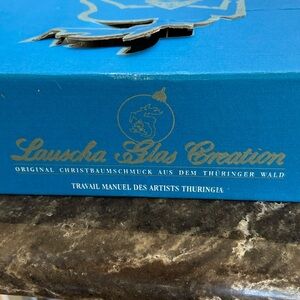 Lauscha Glas Creation
ORIGINAL CHRISTBAUMSCHMUCK AUS DEM THÜRINGER WALD
TRAVAIL MANUEL DES ARTISTS THURINGIA